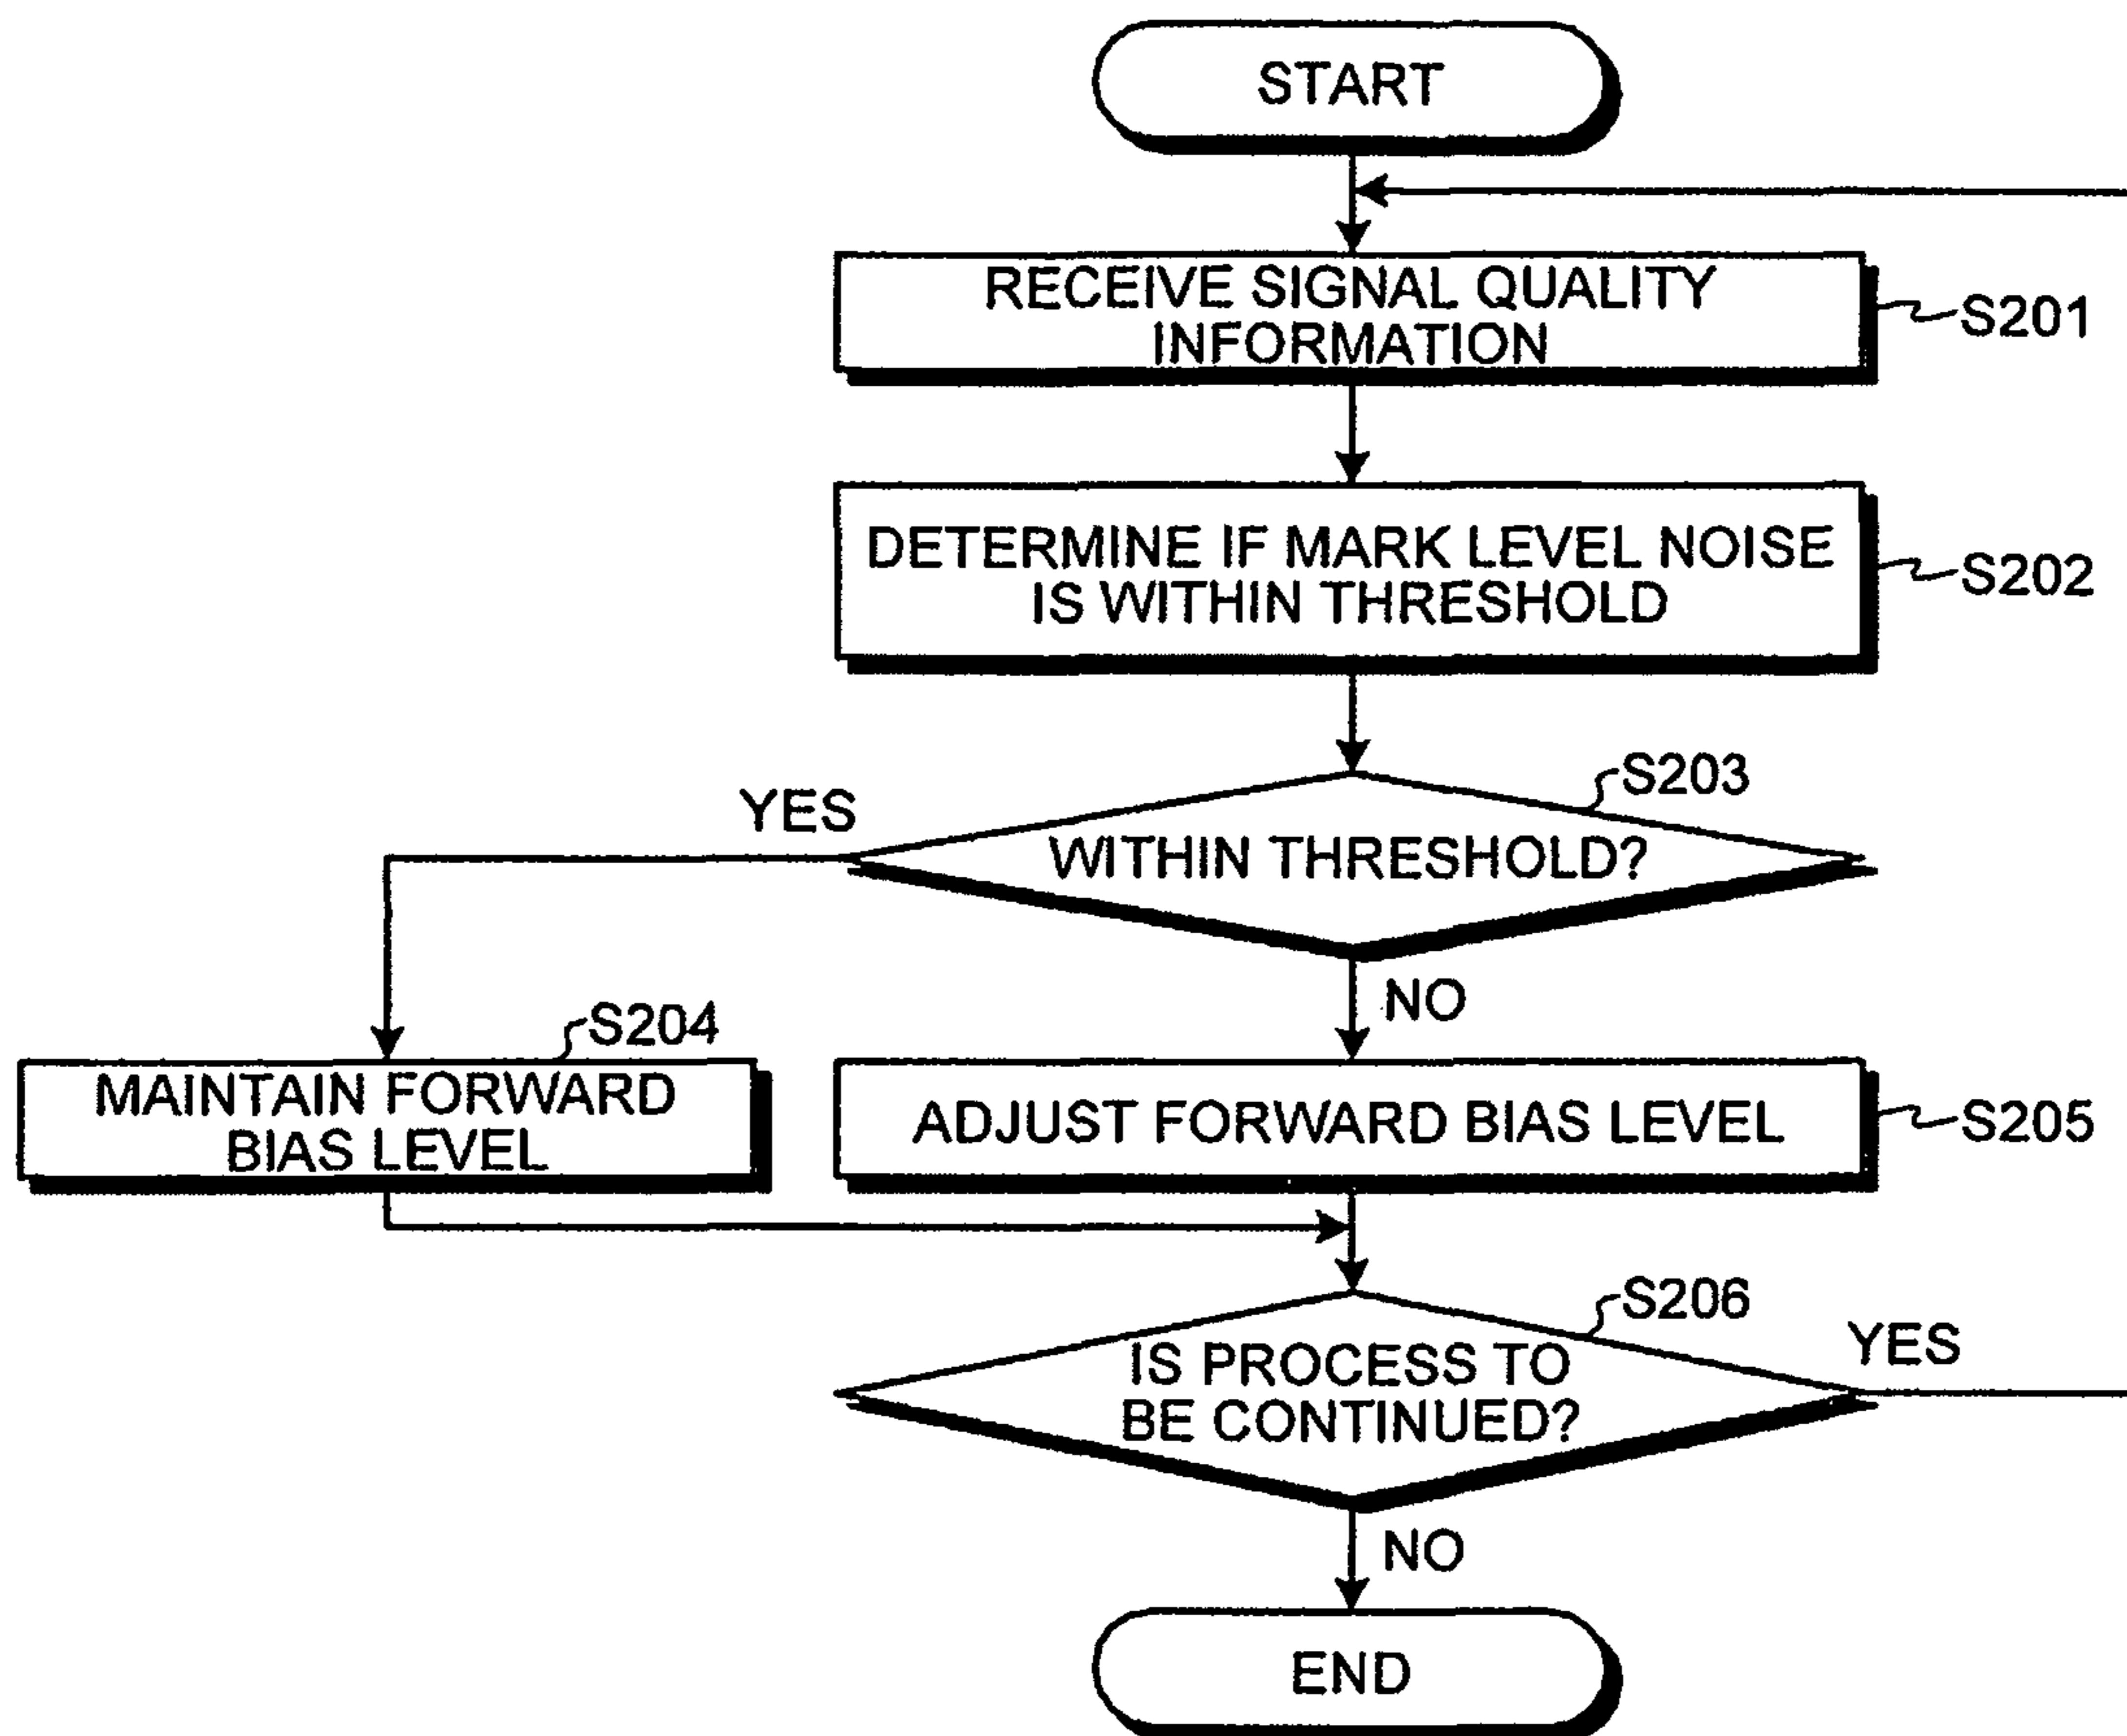 START
RECEIVE SIGNAL QUALITY
INFORMATION
S201
DETERMINE IF MARK LEVEL NOISE
IS WITHIN THRESHOLD
S202
S203
YES
WITHIN THRESHOLD?
NO
S204
MAINTAIN FORWARD
BIAS LEVEL
ADJUST FORWARD BIAS LEVEL
S205
S206
IS PROCESS TO
BE CONTINUED?
YES
NO
END